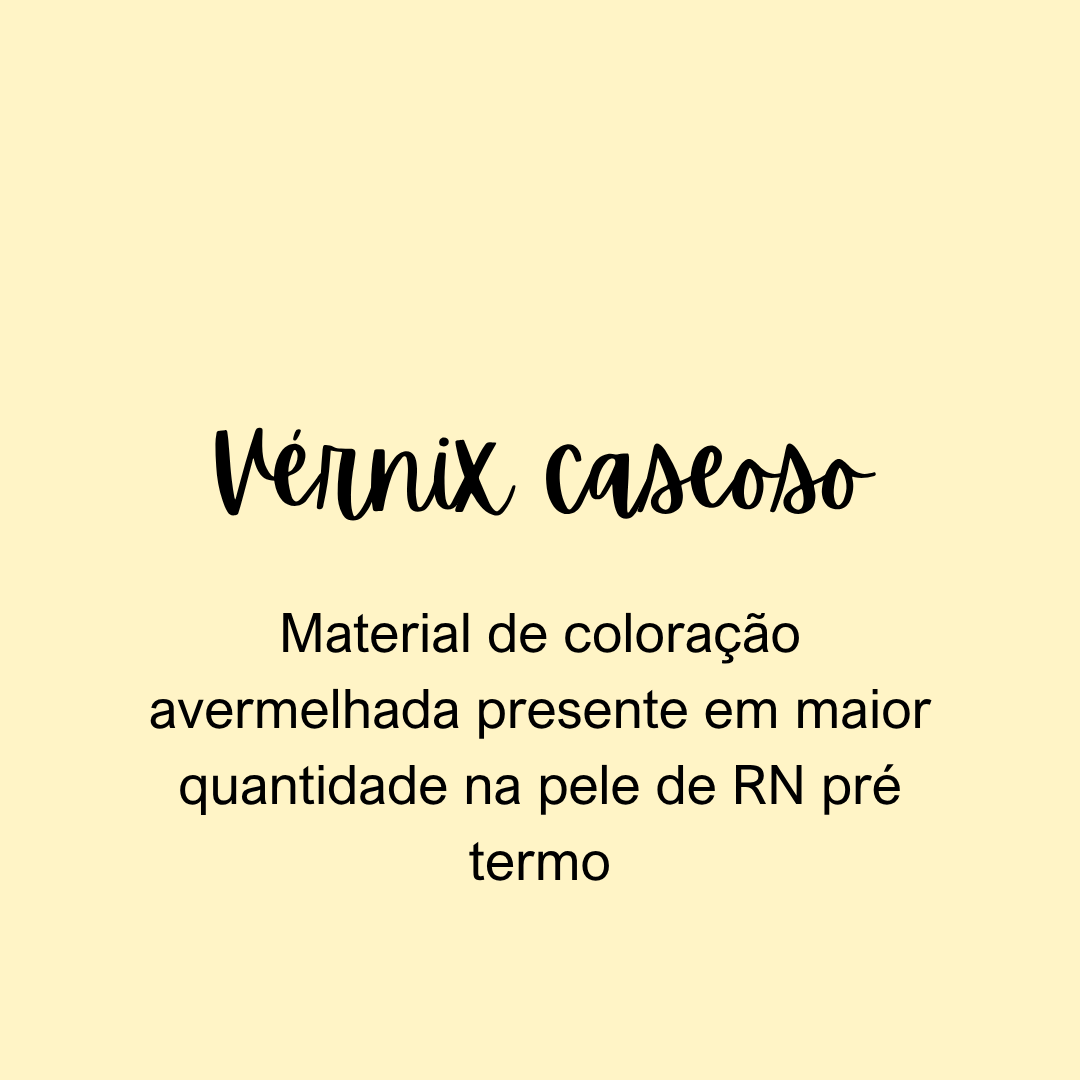 Vérnix caseoso
Material de coloração
avermelhada presente em maior
quantidade na pele de RN pré
termo